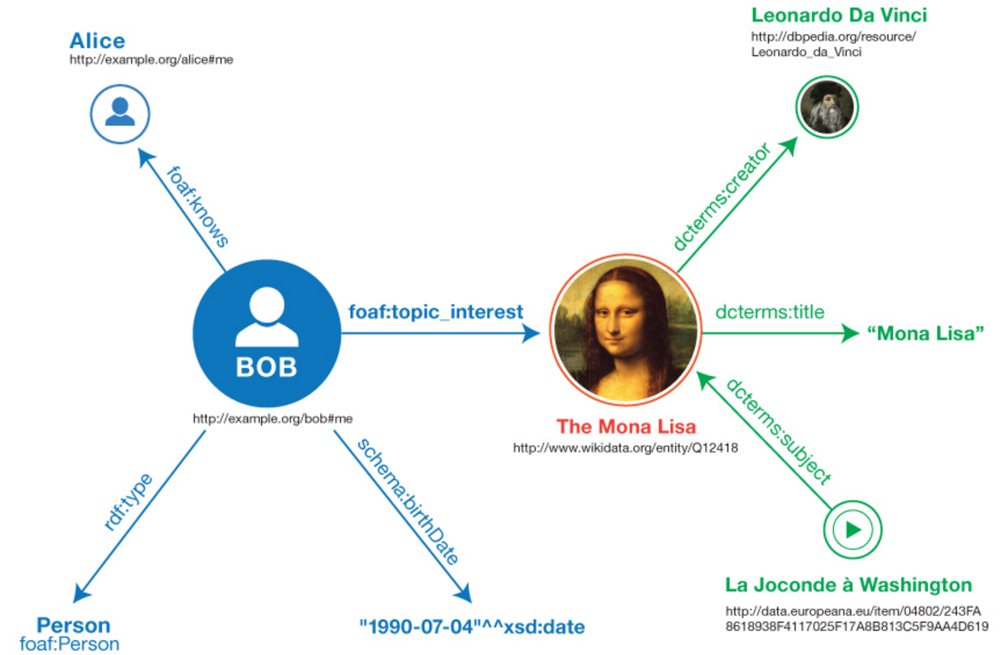 Leonardo Da Vinci
http://dbpedia.org/resource/
Leonardo_da_Vinci
Alice
http://example.org/alice#me
foaf:knows
dcterms:creator
foaf:topic_interest
dcterms:title
“Mona Lisa”
BOB
http://example.org/bob#me
The Mona Lisa
http://www.wikidata.org/entity/Q12418
dcterms:subject
rdf:type
schema:birthDate
La Joconde à Washington
http://data.europeana.eu/item/04802/243FA
8618938F4117025F17A8B813C5F9AA4D619
Person
foaf:Person
"1990-07-04"^^xsd:date